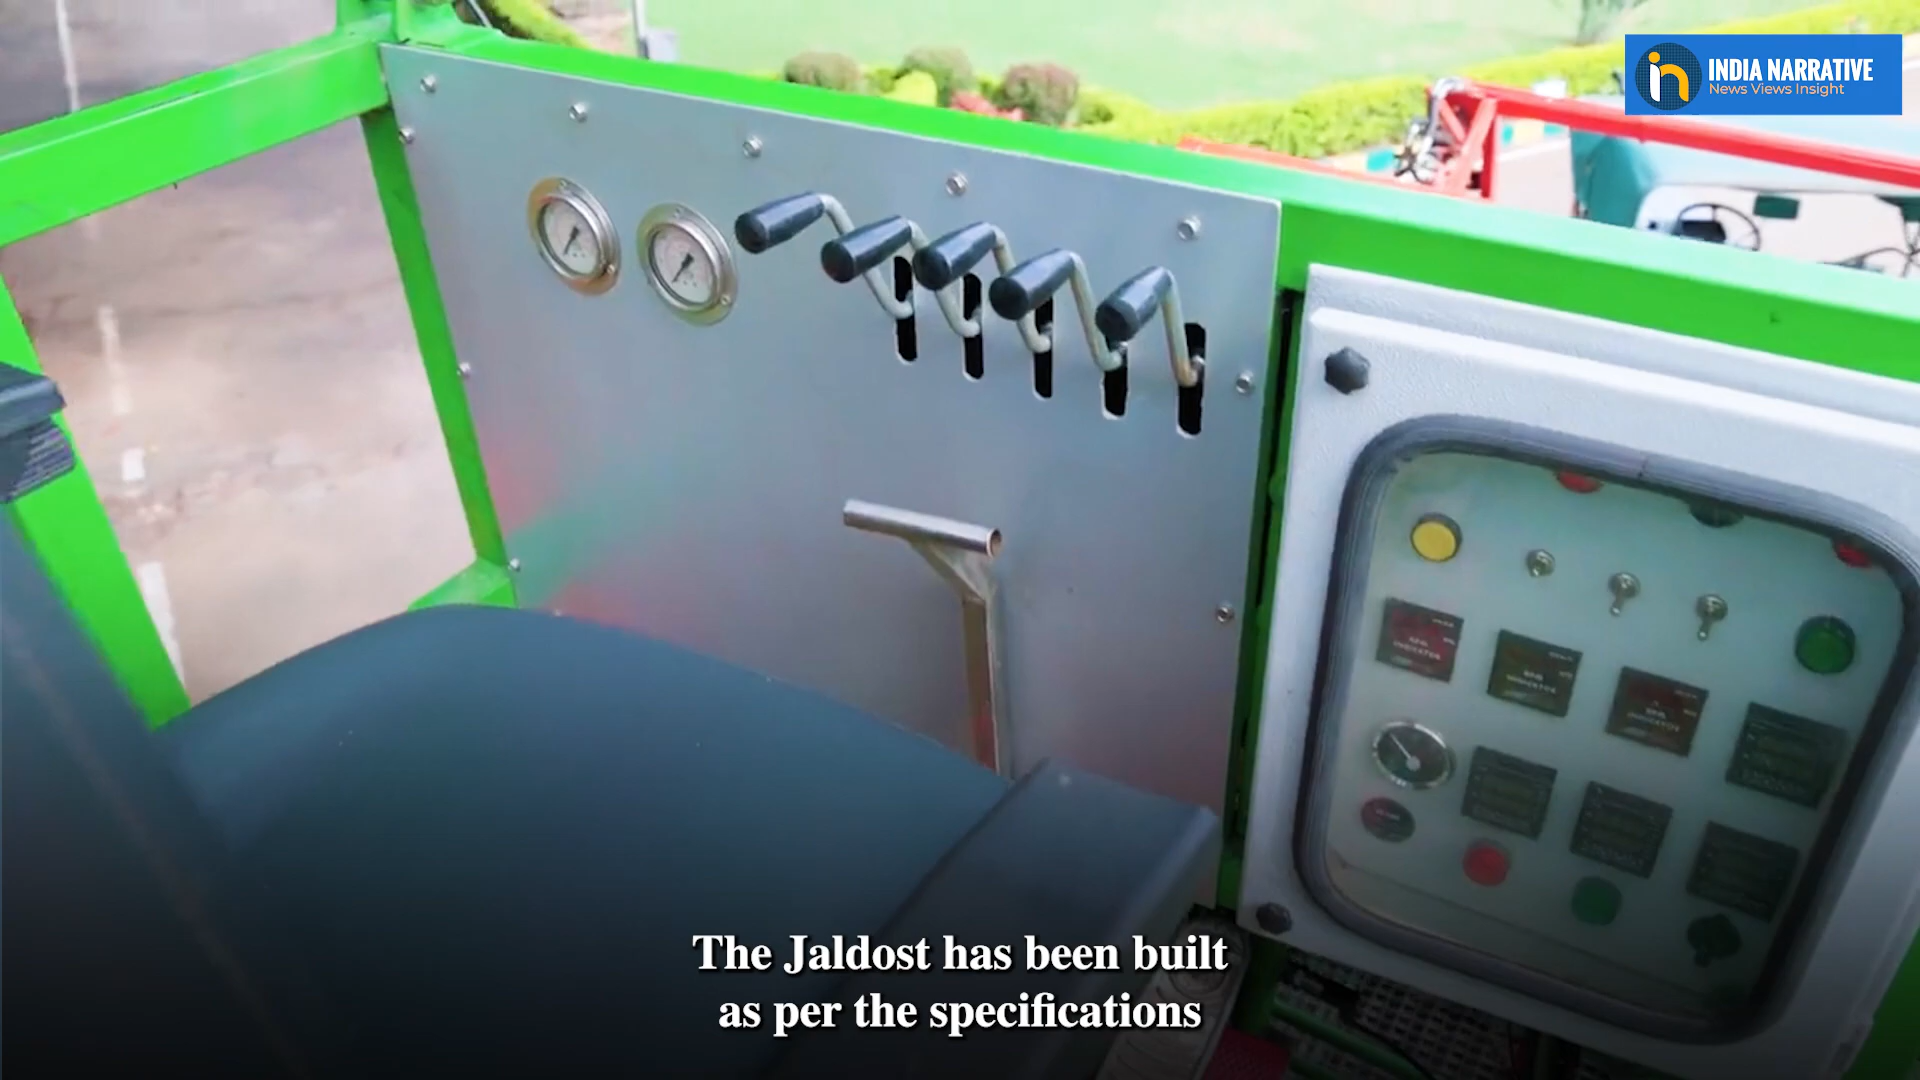 INDIA NARRATIVE
News Views Insight
The Jaldost has been built
as per the specifications